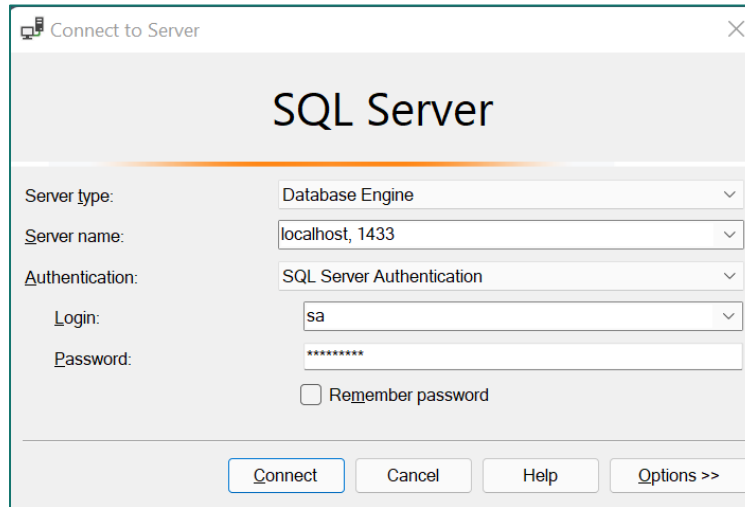 Connect to Server
SQL Server
Server type: Database Engine
Server name: localhost, 1433
Authentication: SQL Server Authentication
Login: sa
Password: *********
Remember password
Connect Cancel Help Options >>